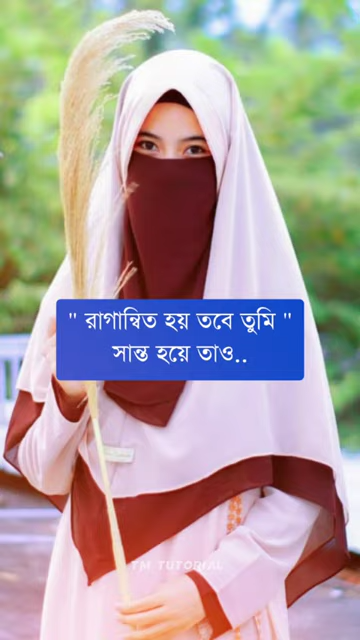 " রাগান্বিত হয় তবে তুমি "
সান্ত হয়ে তাও..
TM TUTORIAL